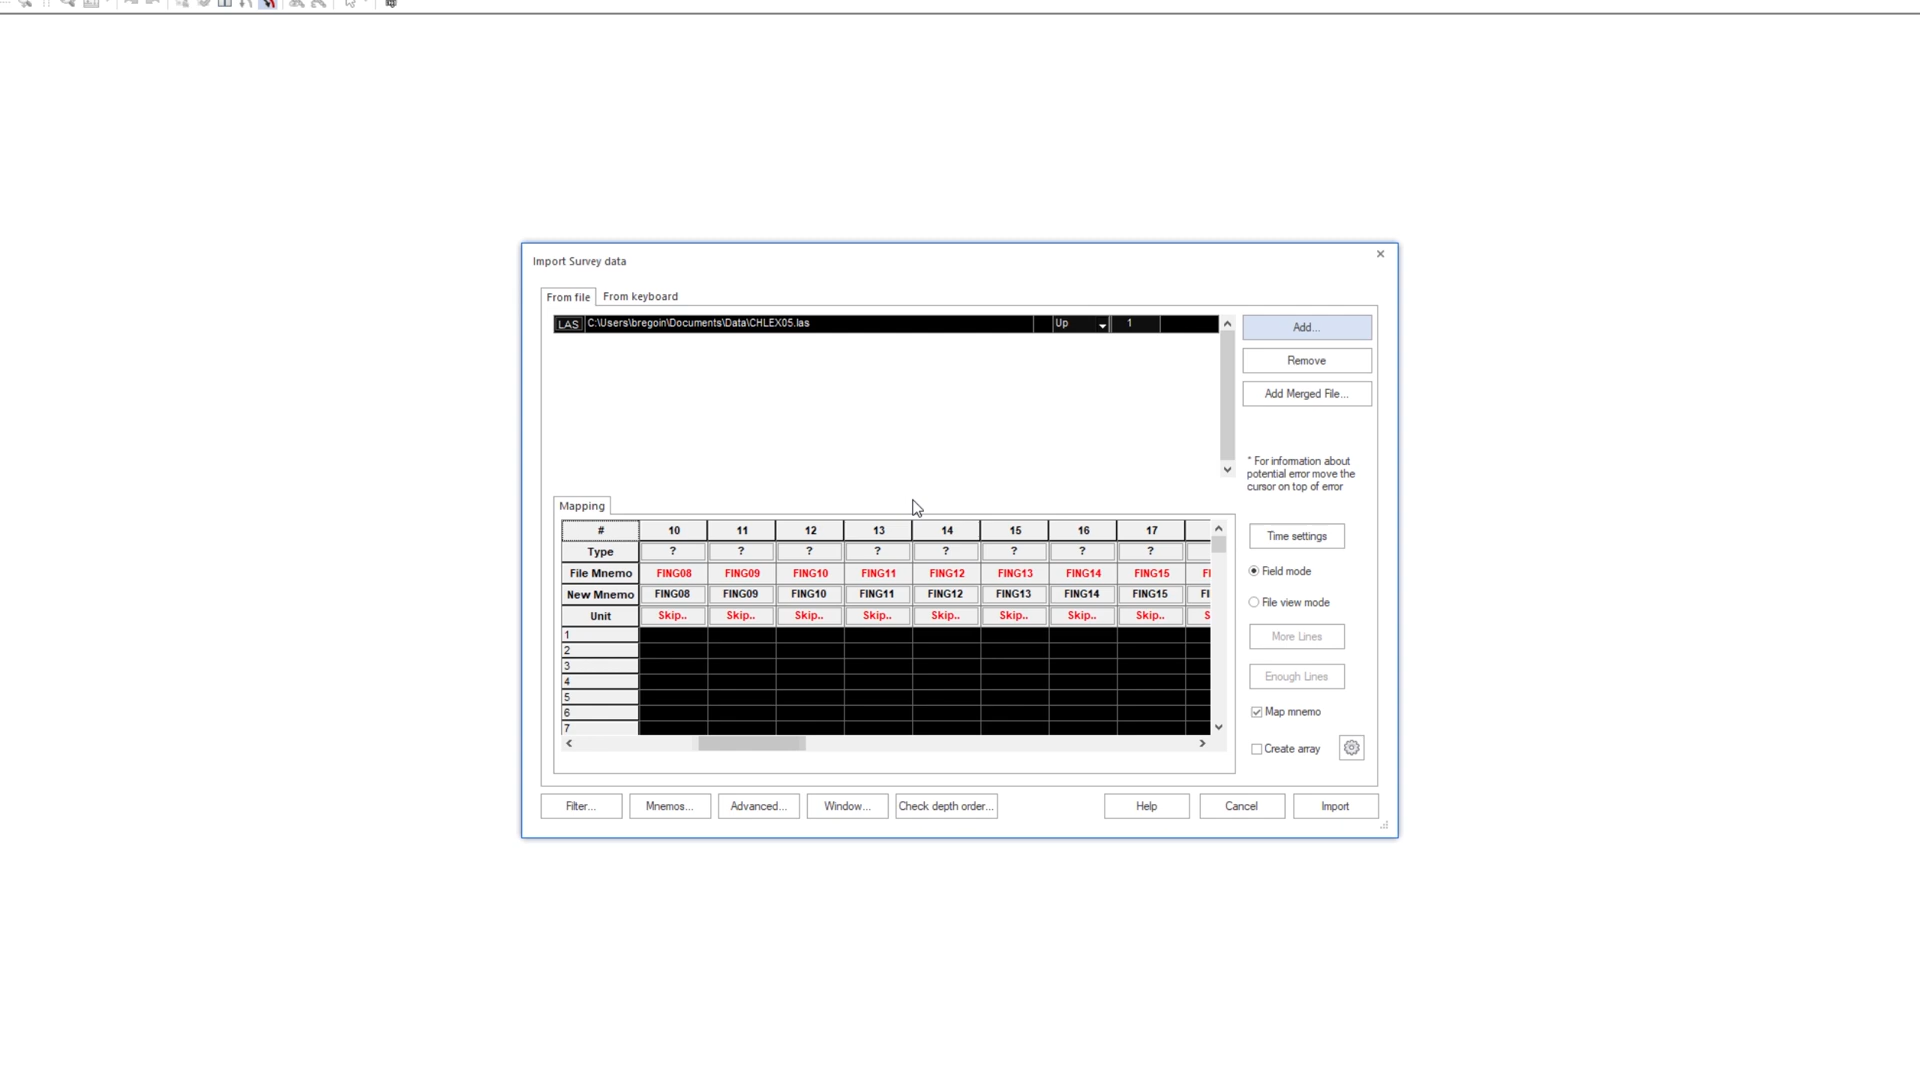 Import Survey data
From file From keyboard
LAS C:\Users\bregoin\Documents\Data\CHLEX05.las Up 1
Add...
Remove
Add Merged File...
* For information about
potential error move the
cursor on top of error
Mapping
# 10 11 12 13 14 15 16 17
Type ? ? ? ? ? ? ? ?
File Mnemo FING08 FING09 FING10 FING11 FING12 FING13 FING14 FING15 FI
New Mnemo FING08 FING09 FING10 FING11 FING12 FING13 FING14 FING15 FI
Unit Skip.. Skip.. Skip.. Skip.. Skip.. Skip.. Skip.. Skip.. S
1
2
3
4
5
6
7
Time settings
Field mode
File view mode
More Lines
Enough Lines
Map mnemo
Create array
Filter... Mnemos... Advanced... Window... Check depth order... Help Cancel Import